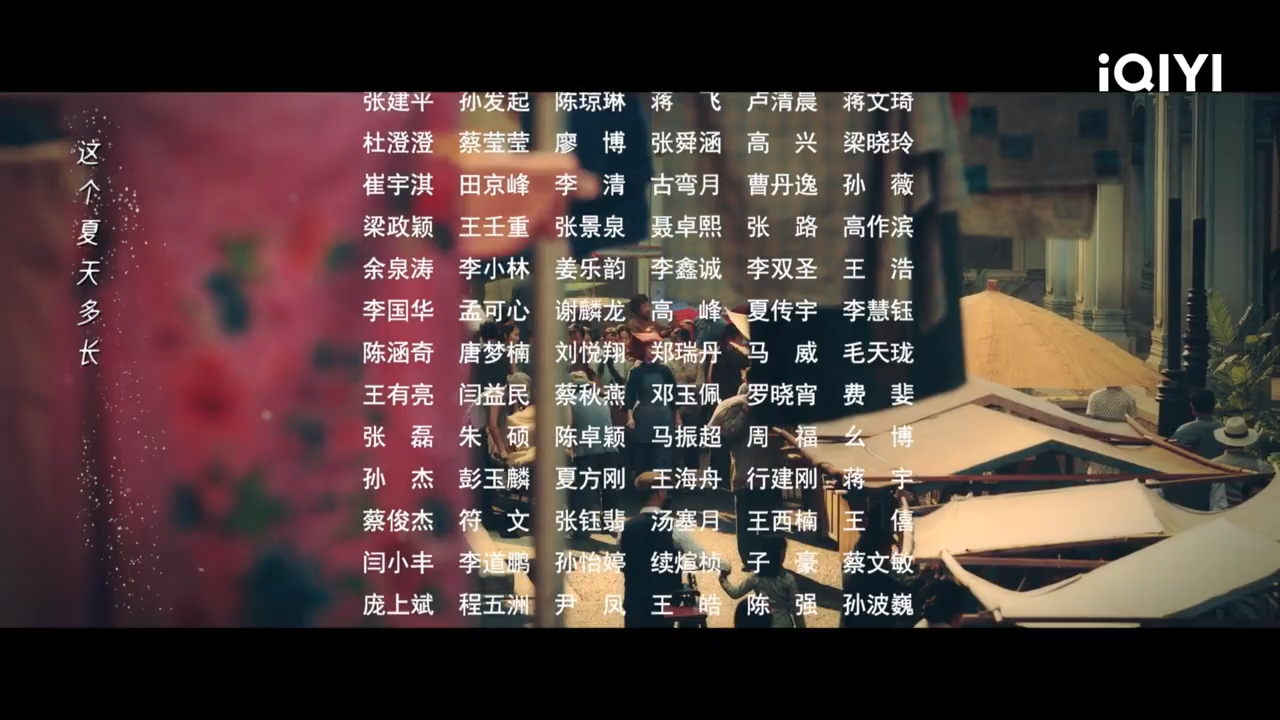 iQIYI
这个夏天多长
张建平 孙发起 陈琼琳 蒋 飞 卢清晨 蒋文琦
杜澄澄 蔡莹莹 廖 博 张舜涵 高 兴 梁晓玲
崔宇淇 田京峰 李 清 古弯月 曹丹逸 孙 薇
梁政颖 王壬重 张景泉 聂卓熙 张 路 高作滨
余泉涛 李小林 姜乐韵 李鑫诚 李双圣 王 浩
李国华 孟可心 谢麟龙 高 峰 夏传宇 李慧钰
陈涵奇 唐梦楠 刘悦翔 郑瑞丹 马 威 毛天珑
王有亮 闫益民 蔡秋燕 邓玉佩 罗晓宵 费 斐
张 磊 朱 硕 陈卓颖 马振超 周 福 幺 博
孙 杰 彭玉麟 夏方刚 王海舟 行建刚 蒋 宇
蔡俊杰 符 文 张钰翡 汤塞月 王西楠 王 僖
闫小丰 李道鹏 孙怡婷 续煊桢 子 豪 蔡文敏
庞上斌 程五洲 尹 凤 王 皓 陈 强 孙波巍